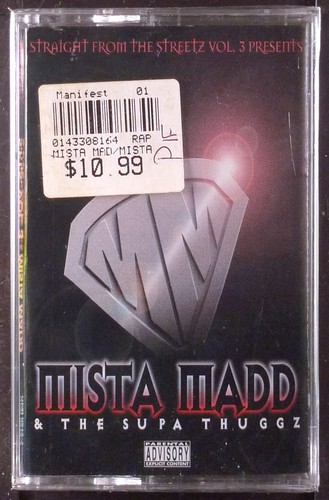 STRAIGHT FROM THE STREETZ VOL. 3 PRESENTS
Manifest 01
0143308164 RAP
MISTA MAD/MISTA
$10.99
MM
MISTA MADD
& THE SUPA THUGGZ
PARENTAL
ADVISORY
EXPLICIT CONTENT